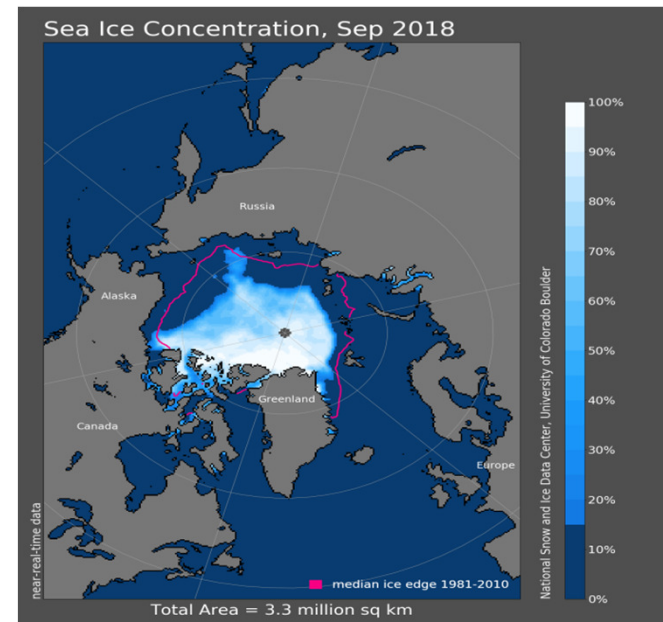 Sea Ice Concentration, Sep 2018
100%
90%
80%
70%
60%
50%
40%
30%
20%
10%
0%
Russia
Alaska
Greenland
Canada
Europe
near-real-time data
National Snow and Ice Data Center, University of Colorado Boulder
median ice edge 1981-2010
Total Area = 3.3 million sq km